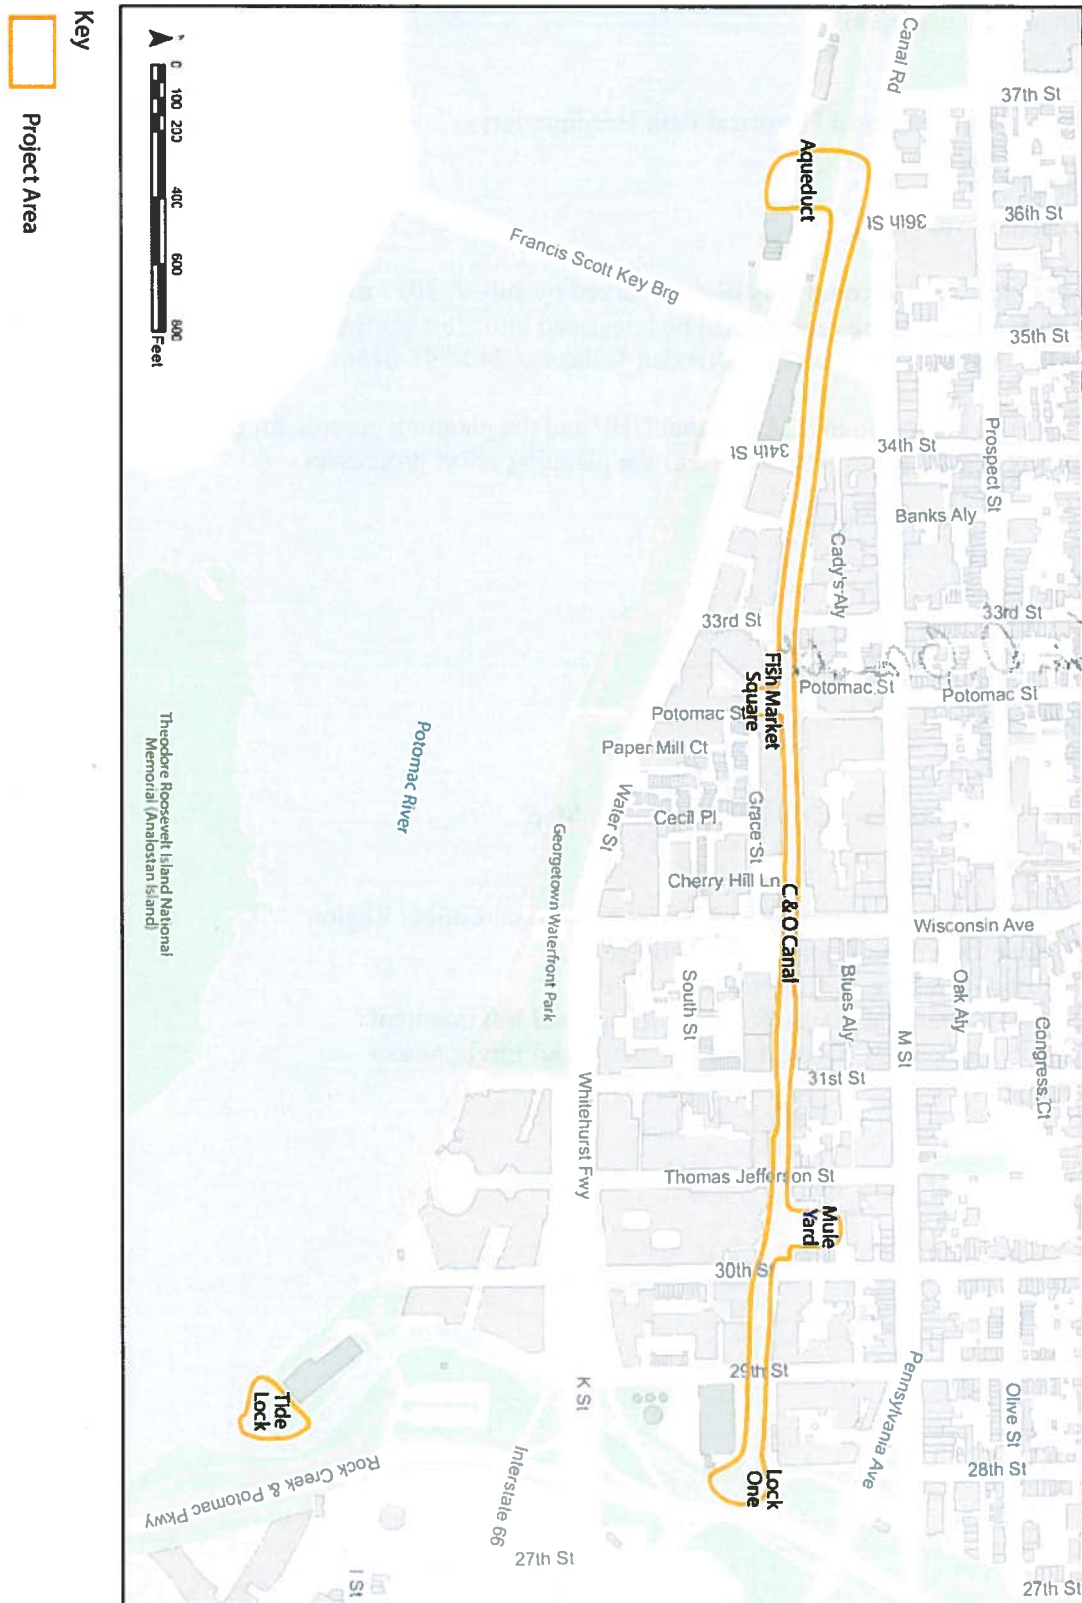 Key
Project Area
0 100 200 400 600 800
Feet
Canal Rd
37th St
36th St
36th St
35th St
Aqueduct
Francis Scott Key Brg
34th St
34th St
Prospect St
Banks Aly
Cady's Aly
33rd St
33rd St
Fish Market
Square
Potomac St
Potomac St
Potomac St
Paper Mill Ct
Water St
Cecil Pl
Grace St
Cherry Hill Ln
C & O Canal
Wisconsin Ave
Potomac River
Georgetown Waterfront Park
Theodore Roosevelt Island National
Memorial (Analostan Island)
South St
Blues Aly
Oak Aly
M St
Congress Ct
31st St
Whitehurst Fwy
Thomas Jefferson St
Mule
Yard
30th St
29th St
K St
Pennsylvania Ave
Olive St
28th St
Lock
One
Tide
Lock
Rock Creek & Potomac Pkwy
Interstate 66
27th St
27th St
I St